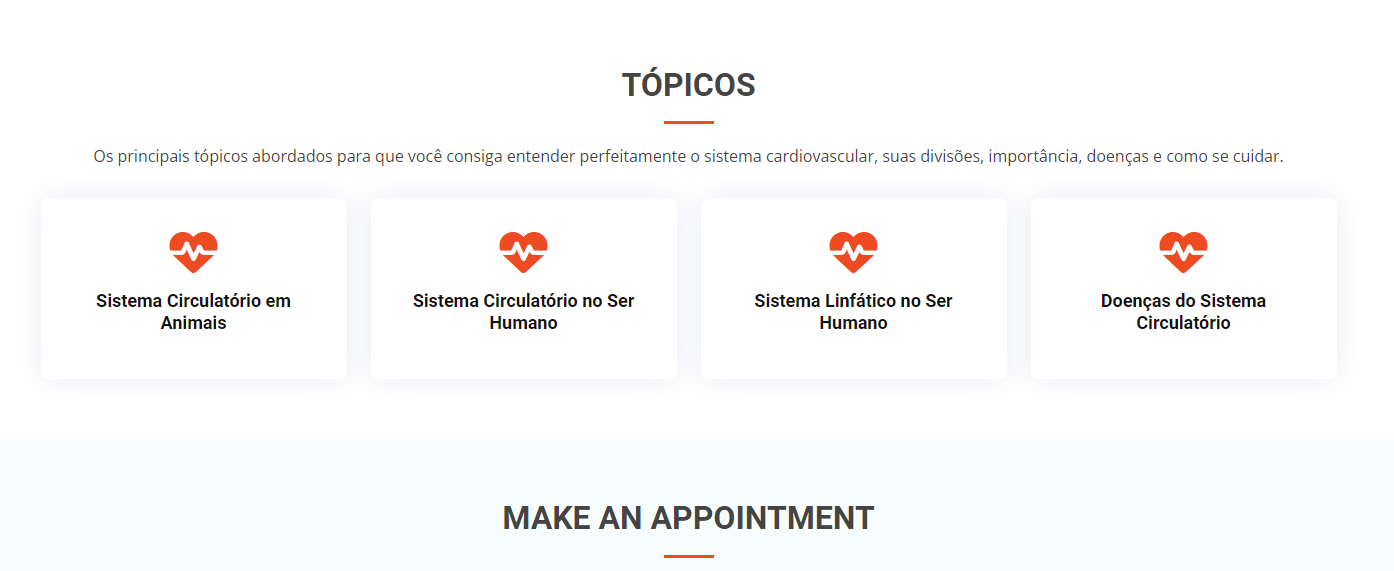 TÓPICOS
Os principais tópicos abordados para que você consiga entender perfeitamente o sistema cardiovascular, suas divisões, importância, doenças e como se cuidar.
Sistema Circulatório em
Animais
Sistema Circulatório no Ser
Humano
Sistema Linfático no Ser
Humano
Doenças do Sistema
Circulatório
MAKE AN APPOINTMENT